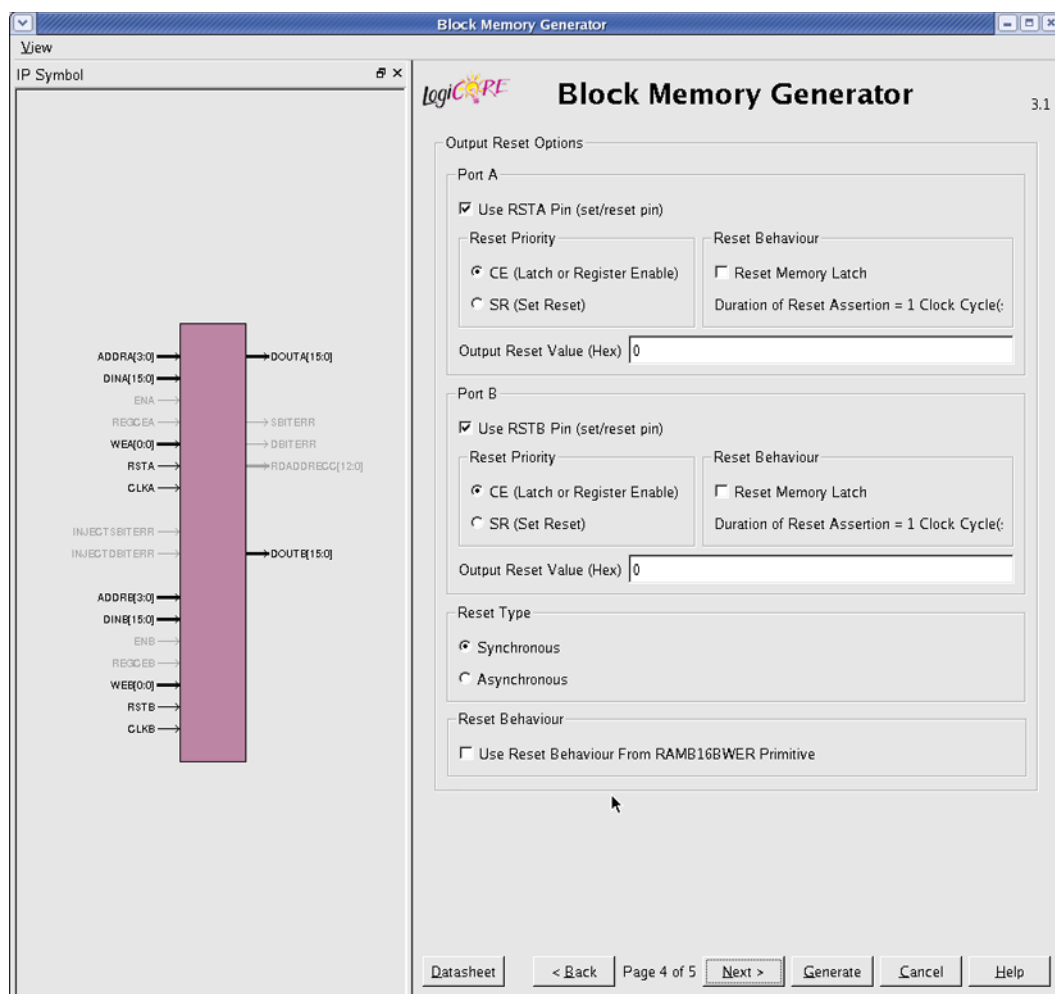 Block Memory Generator
View
IP Symbol
LogiCORE
Block Memory Generator
3.1
Output Reset Options
Port A
Use RSTA Pin (set/reset pin)
Reset Priority
CE (Latch or Register Enable)
SR (Set Reset)
Reset Behaviour
Reset Memory Latch
Duration of Reset Assertion = 1 Clock Cycle(:
Output Reset Value (Hex) 0
Port B
Use RSTB Pin (set/reset pin)
Reset Priority
CE (Latch or Register Enable)
SR (Set Reset)
Reset Behaviour
Reset Memory Latch
Duration of Reset Assertion = 1 Clock Cycle(:
Output Reset Value (Hex) 0
Reset Type
Synchronous
Asynchronous
Reset Behaviour
Use Reset Behaviour From RAMB16BWER Primitive
ADDRA[3:0]
DINA[15:0]
ENA
REGCEA
WEA[0:0]
RSTA
CLKA
INJECTSBITERR
INJECTDBITERR
ADDRB[3:0]
DINB[15:0]
ENB
REGCEB
WEB[0:0]
RSTB
CLKB
DOUTA[15:0]
SBITERR
DBITERR
RDADDRECC[12:0]
DOUTB[15:0]
Datasheet
< Back
Page 4 of 5
Next >
Generate
Cancel
Help